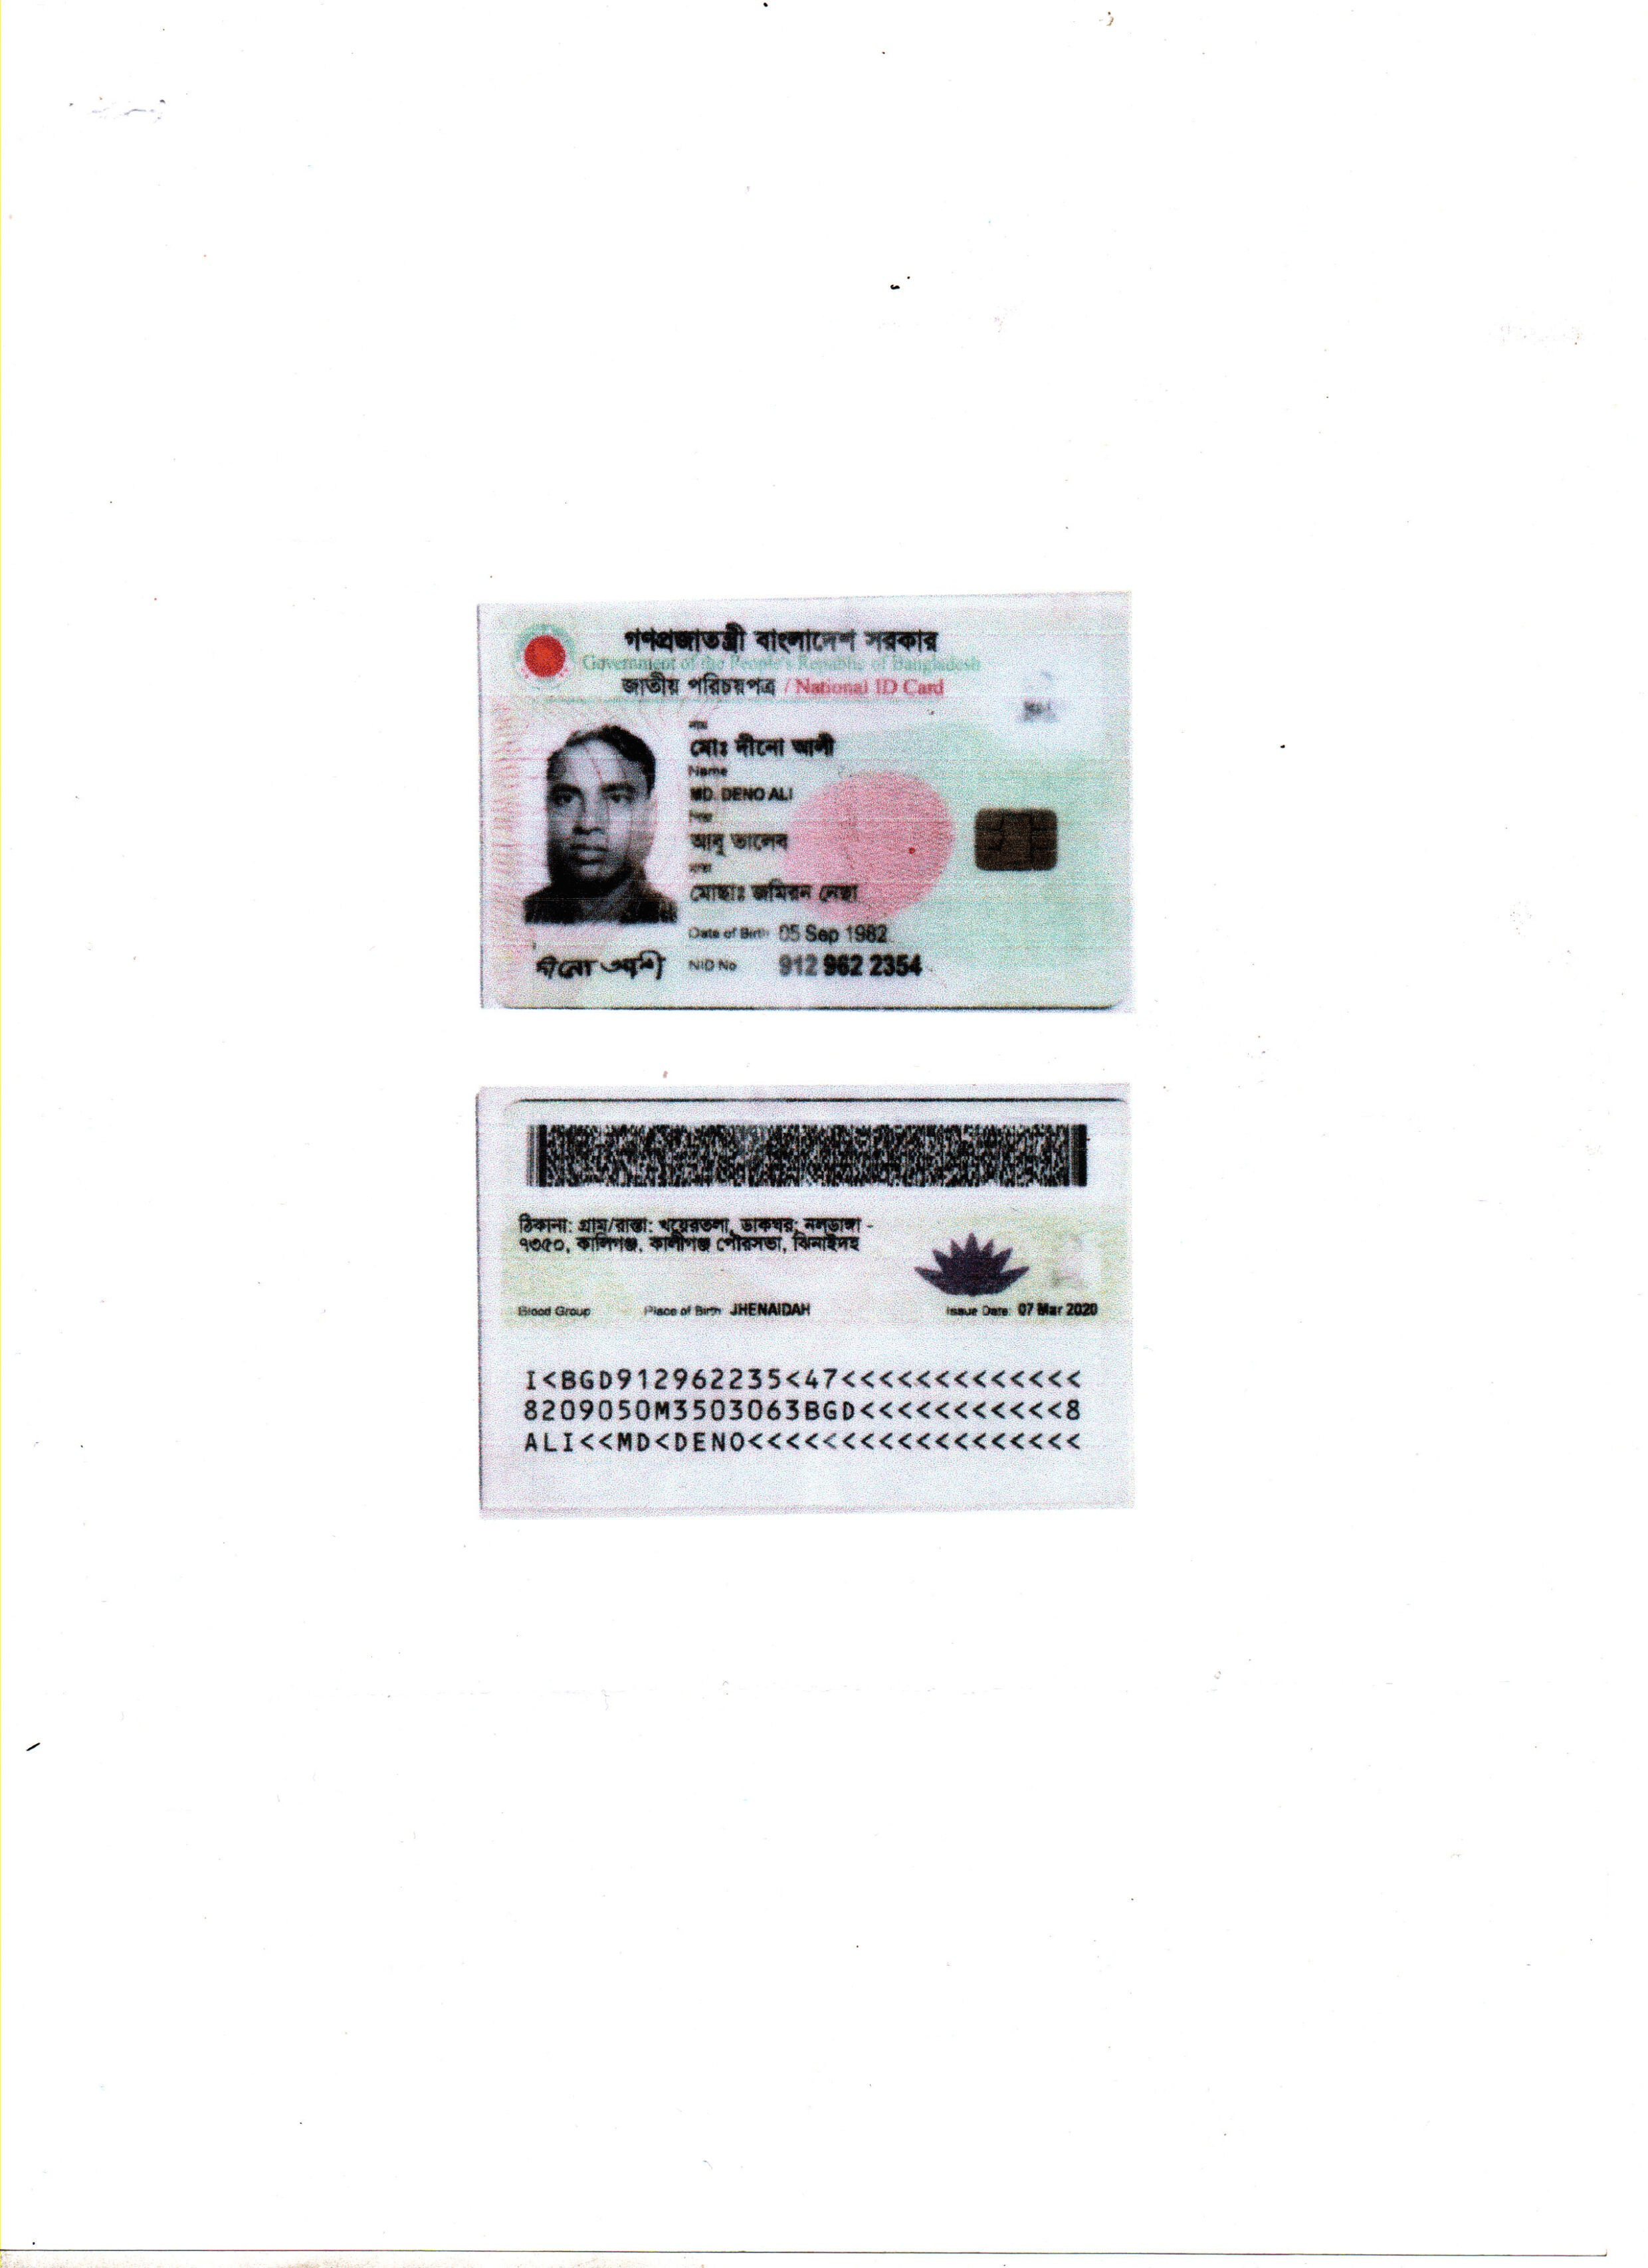 গণপ্রজাতন্ত্রী বাংলাদেশ সরকার
Government of the People's Republic of Bangladesh
জাতীয় পরিচয়পত্র / National ID Card
নাম
মোঃ দীনো আলী
Name
MD. DENO ALI
পিতা
আবু তালেব
মাতা
মোছাঃ জমিরন নেছা
Date of Birth 05 Sep 1982
দীনো আলী
NID No 912 962 2354
ঠিকানা: গ্রাম/রাস্তা: খয়েরতলা, ডাকঘর: নলডাঙ্গা -
৭৩৫০, কালিগঞ্জ, কালীগঞ্জ পৌরসভা, ঝিনাইদহ
Blood Group Place of Birth JHENAIDAH Issue Date 07 Mar 2020
I<BGD912962235<47<<<<<<<<<<<<<
8209050M3503063BGD<<<<<<<<<<<8
ALI<<MD<DENO<<<<<<<<<<<<<<<<<<